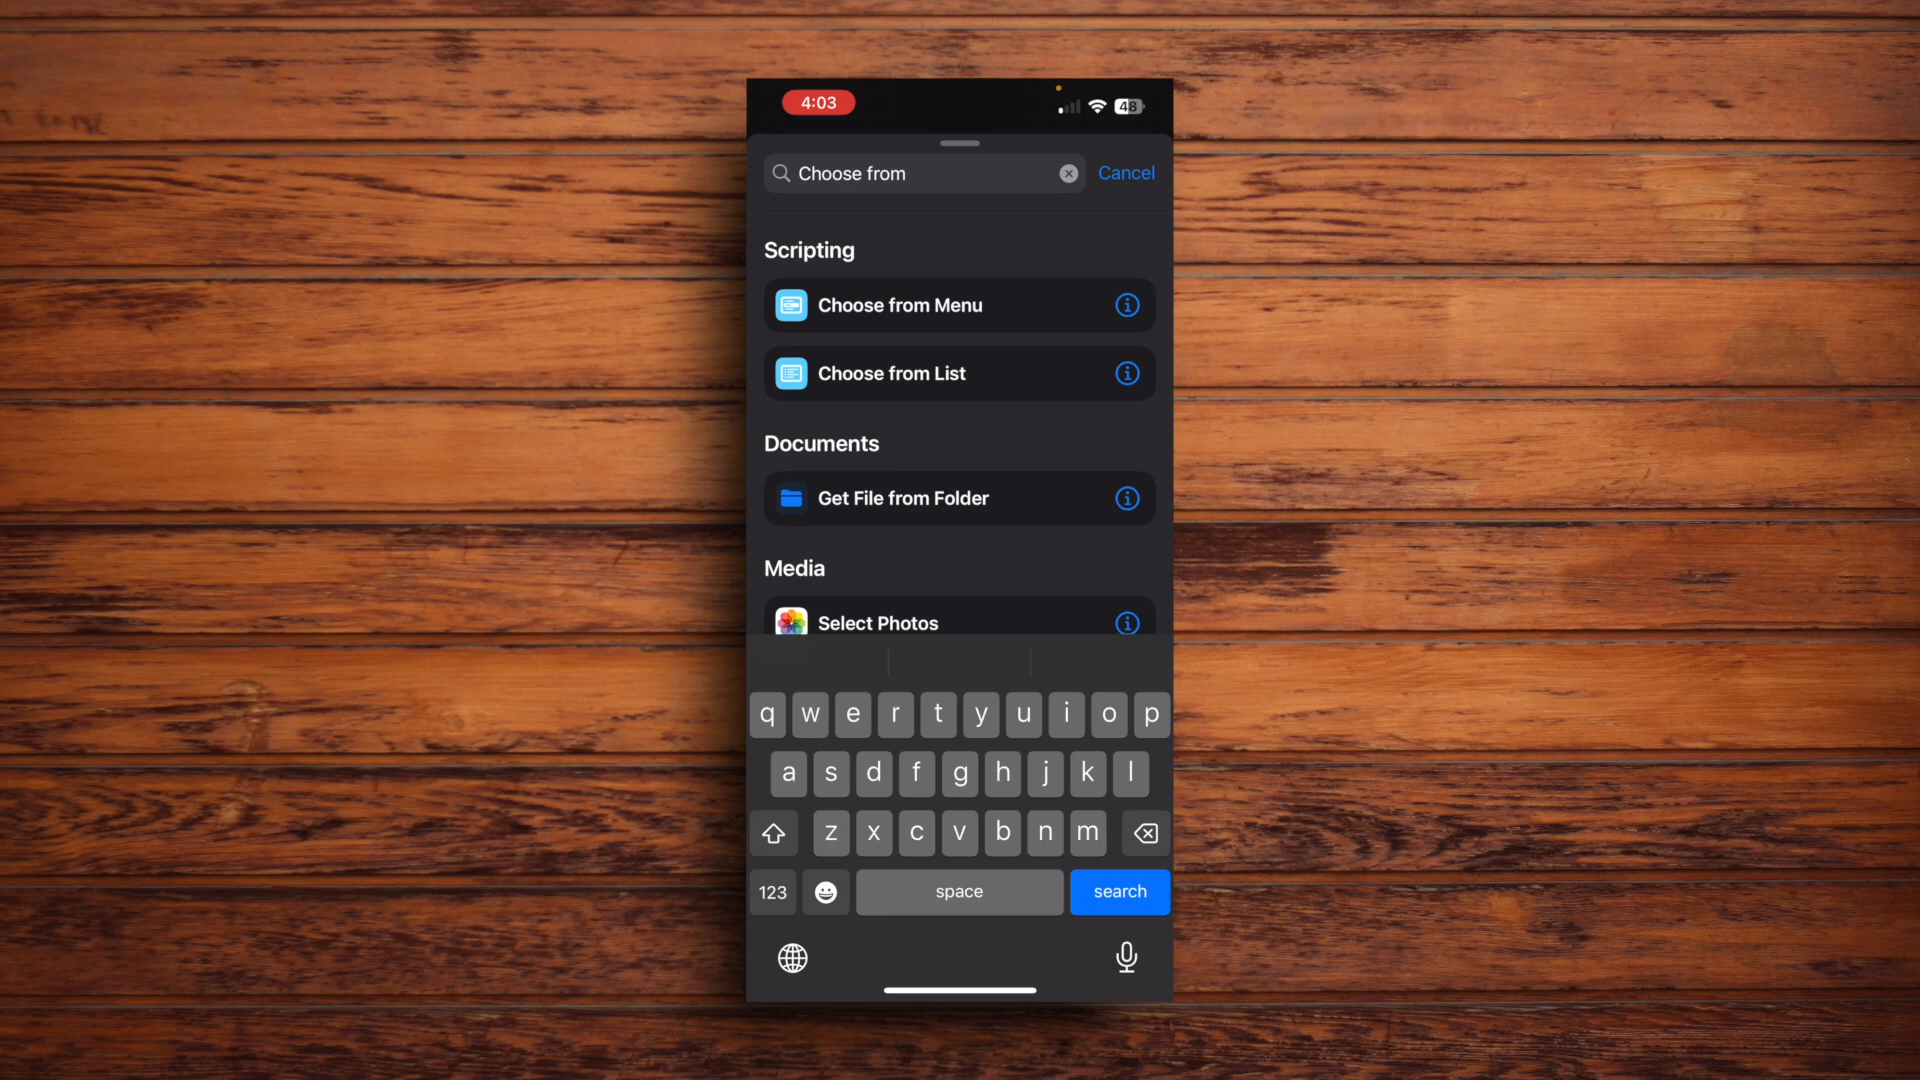 4:03
48
Choose from
Cancel
Scripting
Choose from Menu
Choose from List
Documents
Get File from Folder
Media
Select Photos
q w e r t y u i o p
a s d f g h j k l
z x c v b n m
123
space
search